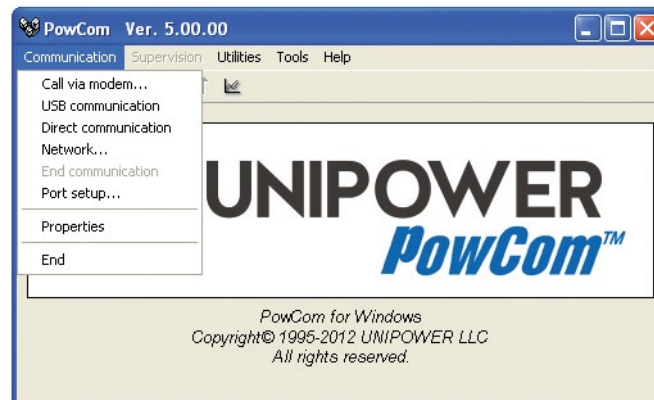 PowCom Ver. 5.00.00
Communication Supervision Utilities Tools Help
Call via modem...
USB communication
Direct communication
Network...
End communication
Port setup...
Properties
End
UNIPOWER
PowCom™
PowCom for Windows
Copyright© 1995-2012 UNIPOWER LLC
All rights reserved.